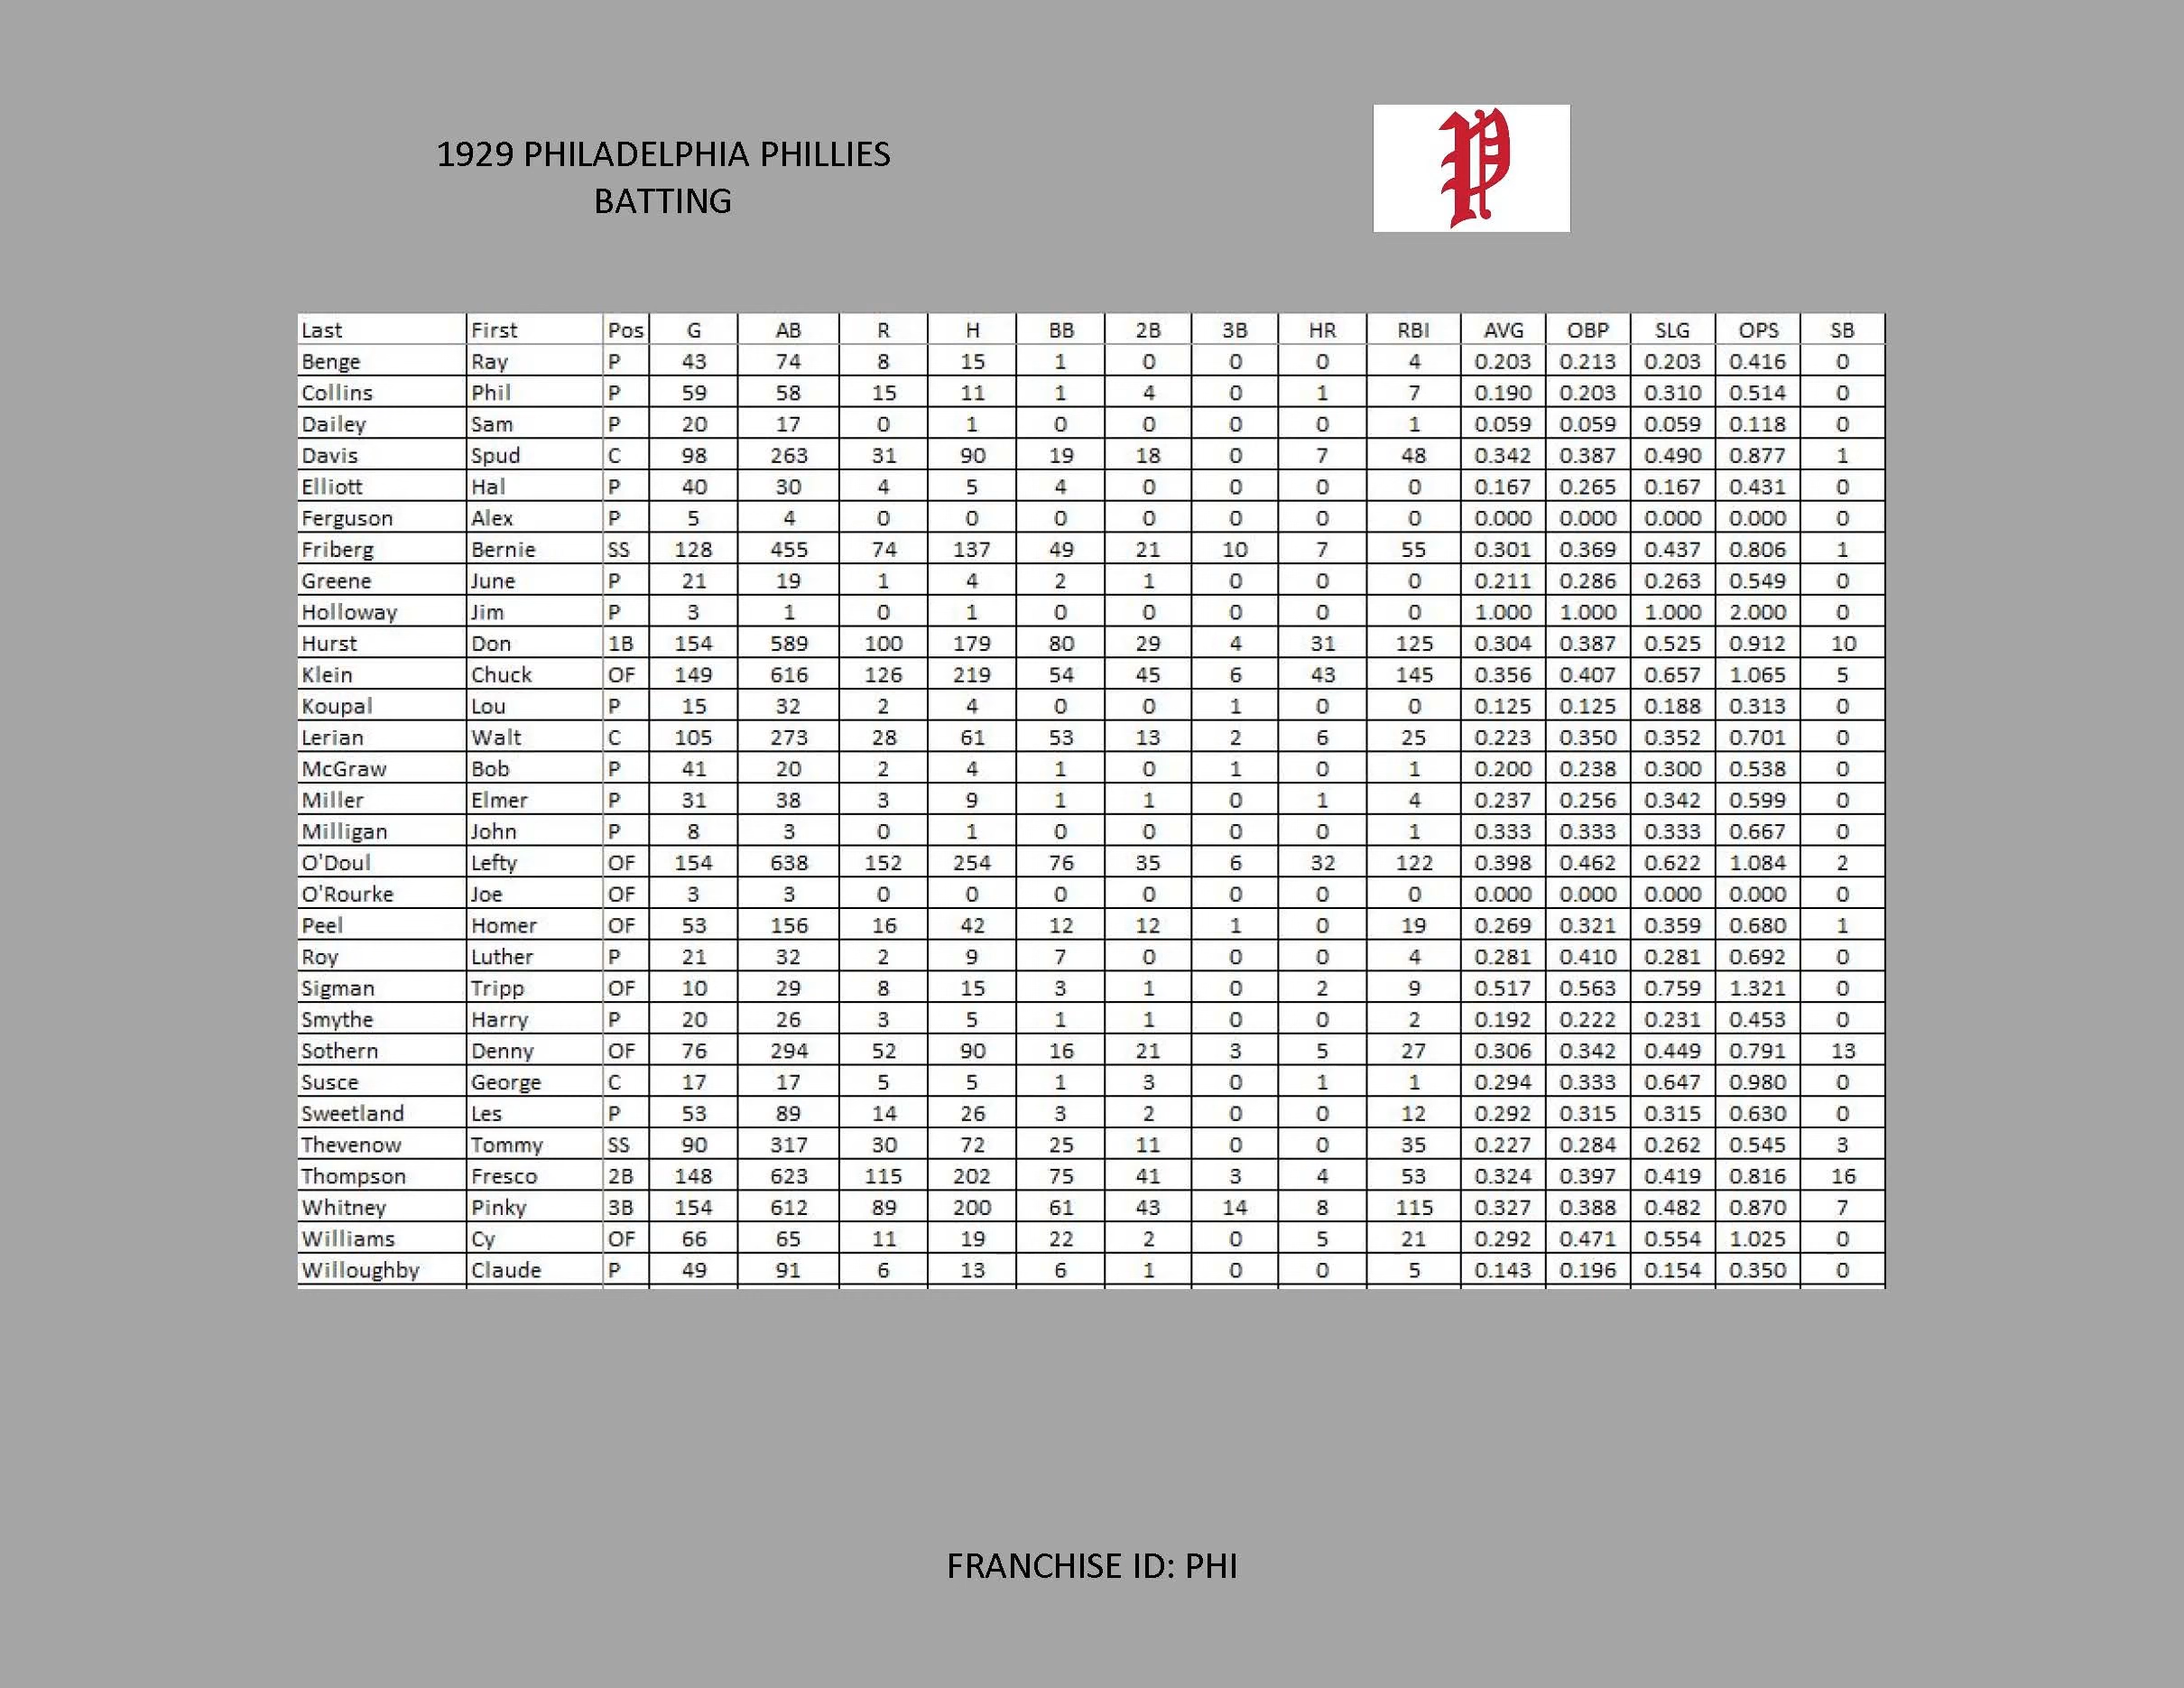 1929 PHILADELPHIA PHILLIES
BATTING
P
Last First Pos G AB R H BB 2B 3B HR RBI AVG OBP SLG OPS SB
Benge Ray P 43 74 8 15 1 0 0 0 4 0.203 0.213 0.203 0.416 0
Collins Phil P 59 58 15 11 1 4 0 1 7 0.190 0.203 0.310 0.514 0
Dailey Sam P 20 17 0 1 0 0 0 0 1 0.059 0.059 0.059 0.118 0
Davis Spud C 98 263 31 90 19 18 0 7 48 0.342 0.387 0.490 0.877 1
Elliott Hal P 40 30 4 5 4 0 0 0 0 0.167 0.265 0.167 0.431 0
Ferguson Alex P 5 4 0 0 0 0 0 0 0 0.000 0.000 0.000 0.000 0
Friberg Bernie SS 128 455 74 137 49 21 10 7 55 0.301 0.369 0.437 0.806 1
Greene June P 21 19 1 4 2 1 0 0 0 0.211 0.286 0.263 0.549 0
Holloway Jim P 3 1 0 1 0 0 0 0 0 1.000 1.000 1.000 2.000 0
Hurst Don 1B 154 589 100 179 80 29 4 31 125 0.304 0.387 0.525 0.912 10
Klein Chuck OF 149 616 126 219 54 45 6 43 145 0.356 0.407 0.657 1.065 5
Koupal Lou P 15 32 2 4 0 0 1 0 0 0.125 0.125 0.188 0.313 0
Lerian Walt C 105 273 28 61 53 13 2 6 25 0.223 0.350 0.352 0.701 0
McGraw Bob P 41 20 2 4 1 0 1 0 1 0.200 0.238 0.300 0.538 0
Miller Elmer P 31 38 3 9 1 1 0 1 4 0.237 0.256 0.342 0.599 0
Milligan John P 8 3 0 1 0 0 0 0 1 0.333 0.333 0.333 0.667 0
O'Doul Lefty OF 154 638 152 254 76 35 6 32 122 0.398 0.462 0.622 1.084 2
O'Rourke Joe OF 3 3 0 0 0 0 0 0 0 0.000 0.000 0.000 0.000 0
Peel Homer OF 53 156 16 42 12 12 1 0 19 0.269 0.321 0.359 0.680 1
Roy Luther P 21 32 2 9 7 0 0 0 4 0.281 0.410 0.281 0.692 0
Sigman Tripp OF 10 29 8 15 3 1 0 2 9 0.517 0.563 0.759 1.321 0
Smythe Harry P 20 26 3 5 1 1 0 0 2 0.192 0.222 0.231 0.453 0
Sothern Denny OF 76 294 52 90 16 21 3 5 27 0.306 0.342 0.449 0.791 13
Susce George C 17 17 5 5 1 3 0 1 1 0.294 0.333 0.647 0.980 0
Sweetland Les P 53 89 14 26 3 2 0 0 12 0.292 0.315 0.315 0.630 0
Thevenow Tommy SS 90 317 30 72 25 11 0 0 35 0.227 0.284 0.262 0.545 3
Thompson Fresco 2B 148 623 115 202 75 41 3 4 53 0.324 0.397 0.419 0.816 16
Whitney Pinky 3B 154 612 89 200 61 43 14 8 115 0.327 0.388 0.482 0.870 7
Williams Cy OF 66 65 11 19 22 2 0 5 21 0.292 0.471 0.554 1.025 0
Willoughby Claude P 49 91 6 13 6 1 0 0 5 0.143 0.196 0.154 0.350 0
FRANCHISE ID: PHI